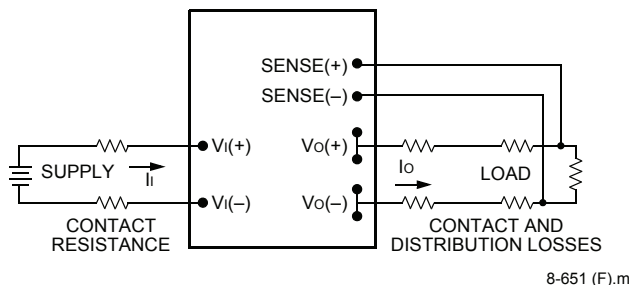 SENSE(+)
SENSE(–)
VI(+)
VO(+)
SUPPLY
II
IO
LOAD
VI(–)
VO(–)
CONTACT
RESISTANCE
CONTACT AND
DISTRIBUTION LOSSES
8-651 (F).m